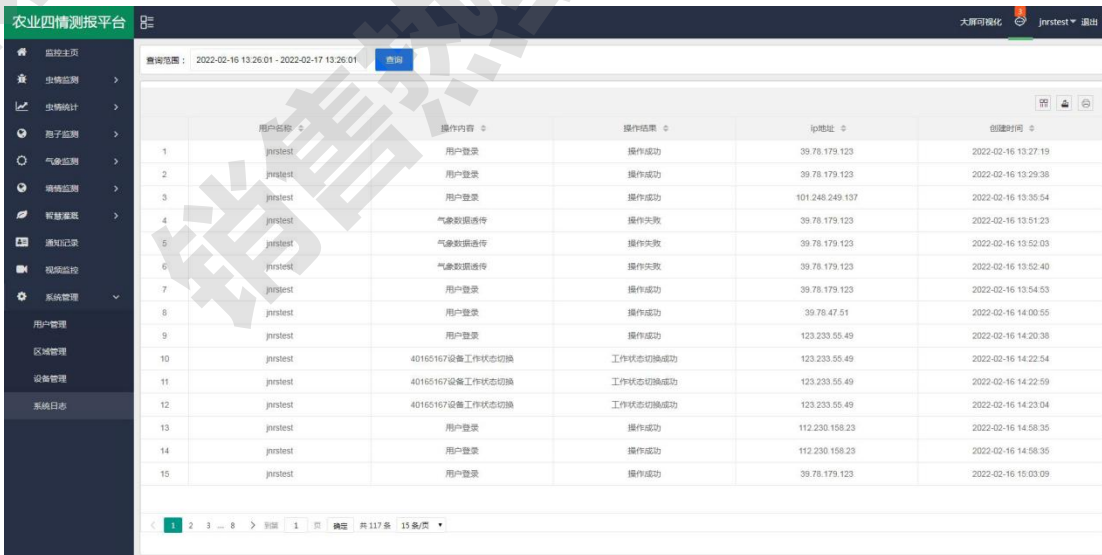 农业四情测报平台
大屏可视化 3 jnrstest 退出
监控主页
虫情监测
虫情统计
孢子监测
气象监测
墒情监测
智慧灌溉
通知记录
视频监控
系统管理
用户管理
区域管理
设备管理
系统日志
查询范围： 2022-02-16 13:26:01 - 2022-02-17 13:26:01 查询
用户名称 操作内容 操作结果 ip地址 创建时间
1 jnrstest 用户登录 操作成功 39.78.179.123 2022-02-16 13:27:19
2 jnrstest 用户登录 操作成功 39.78.179.123 2022-02-16 13:29:38
3 jnrstest 用户登录 操作成功 101.248.249.137 2022-02-16 13:35:54
4 jnrstest 气象数据透传 操作失败 39.78.179.123 2022-02-16 13:51:23
5 jnrstest 气象数据透传 操作失败 39.78.179.123 2022-02-16 13:52:03
6 jnrstest 气象数据透传 操作失败 39.78.179.123 2022-02-16 13:52:40
7 jnrstest 用户登录 操作成功 39.78.179.123 2022-02-16 13:54:53
8 jnrstest 用户登录 操作成功 39.78.47.51 2022-02-16 14:00:55
9 jnrstest 用户登录 操作成功 123.233.55.49 2022-02-16 14:20:38
10 jnrstest 40165167设备工作状态切换 工作状态切换成功 123.233.55.49 2022-02-16 14:22:54
11 jnrstest 40165167设备工作状态切换 工作状态切换成功 123.233.55.49 2022-02-16 14:22:59
12 jnrstest 40165167设备工作状态切换 工作状态切换成功 123.233.55.49 2022-02-16 14:23:04
13 jnrstest 用户登录 操作成功 112.230.158.23 2022-02-16 14:58:35
14 jnrstest 用户登录 操作成功 112.230.158.23 2022-02-16 14:58:35
15 jnrstest 用户登录 操作成功 39.78.179.123 2022-02-16 15:03:09
1 2 3 … 8 到第 1 页 确定 共 117 条 15 条/页
销售热